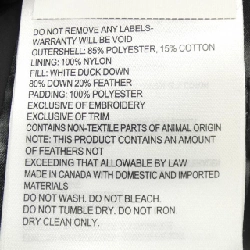 DO NOT REMOVE ANY LABELS-
WARRANTY WILL BE VOID
OUTERSHELL: 85% POLYESTER, 15% COTTON
LINING: 100% NYLON
FILL: WHITE DUCK DOWN
80% DOWN 20% FEATHER
PADDING: 100% POLYESTER
EXCLUSIVE OF EMBROIDERY
EXCLUSIVE OF TRIM
CONTAINS NON-TEXTILE PARTS OF ANIMAL ORIGIN
NOTE: THIS PRODUCT CONTAINS AN AMOUNT
OF FEATHERS NOT
EXCEEDING THAT ALLOWABLE BY LAW
MADE IN CANADA WITH DOMESTIC AND IMPORTED
MATERIALS
DO NOT WASH. DO NOT BLEACH.
DO NOT TUMBLE DRY. DO NOT IRON.
DRY CLEAN ONLY.